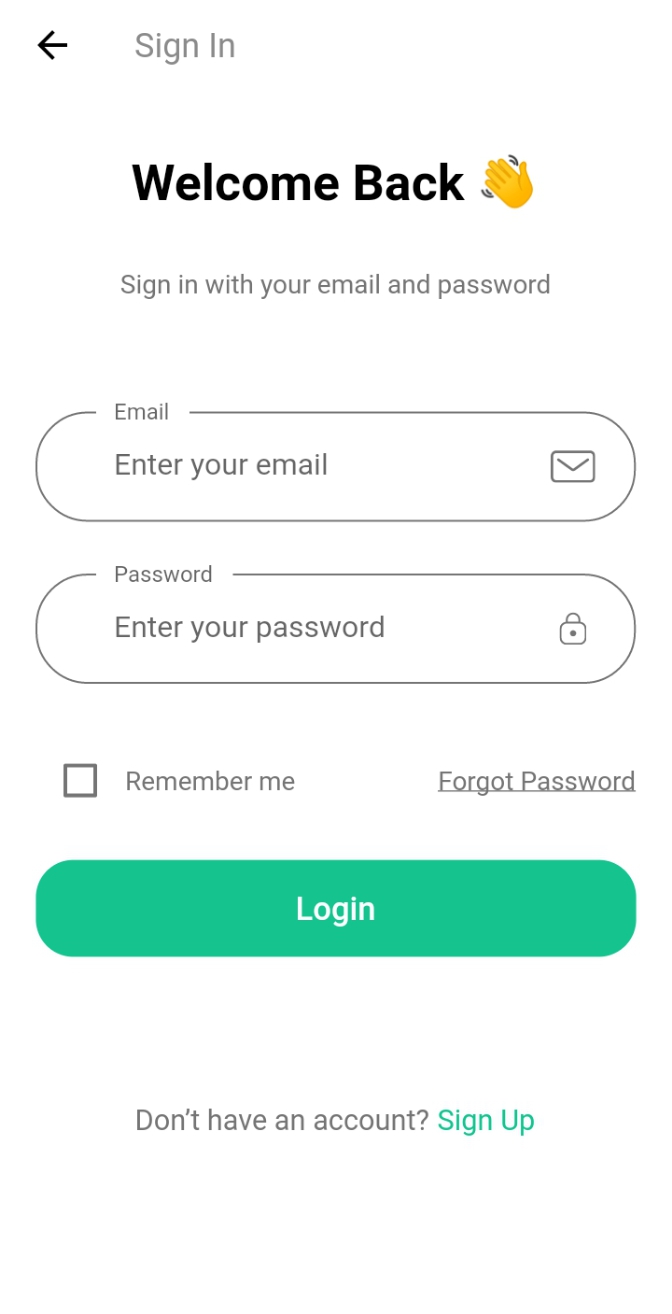 Sign In
Welcome Back 👋
Sign in with your email and password
Email
Enter your email
Password
Enter your password
Remember me Forgot Password
Login
Don’t have an account? Sign Up